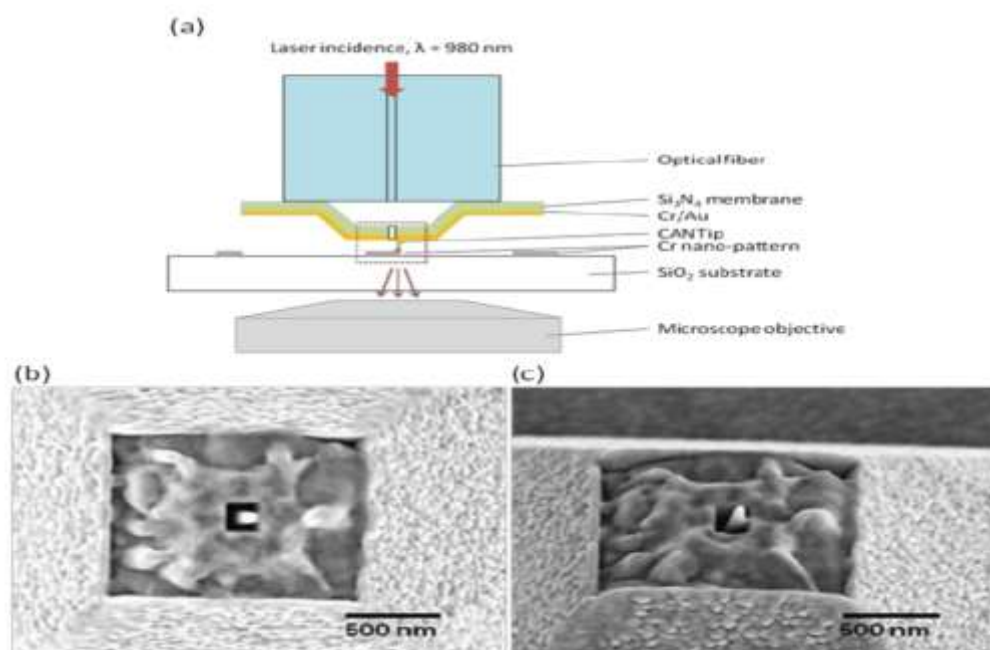 (a)
Laser incidence, λ = 980 nm
Optical fiber
Si₃N₄ membrane
Cr/Au
CANTip
Cr nano-pattern
SiO₂ substrate
Microscope objective
(b)
(c)
500 nm
500 nm